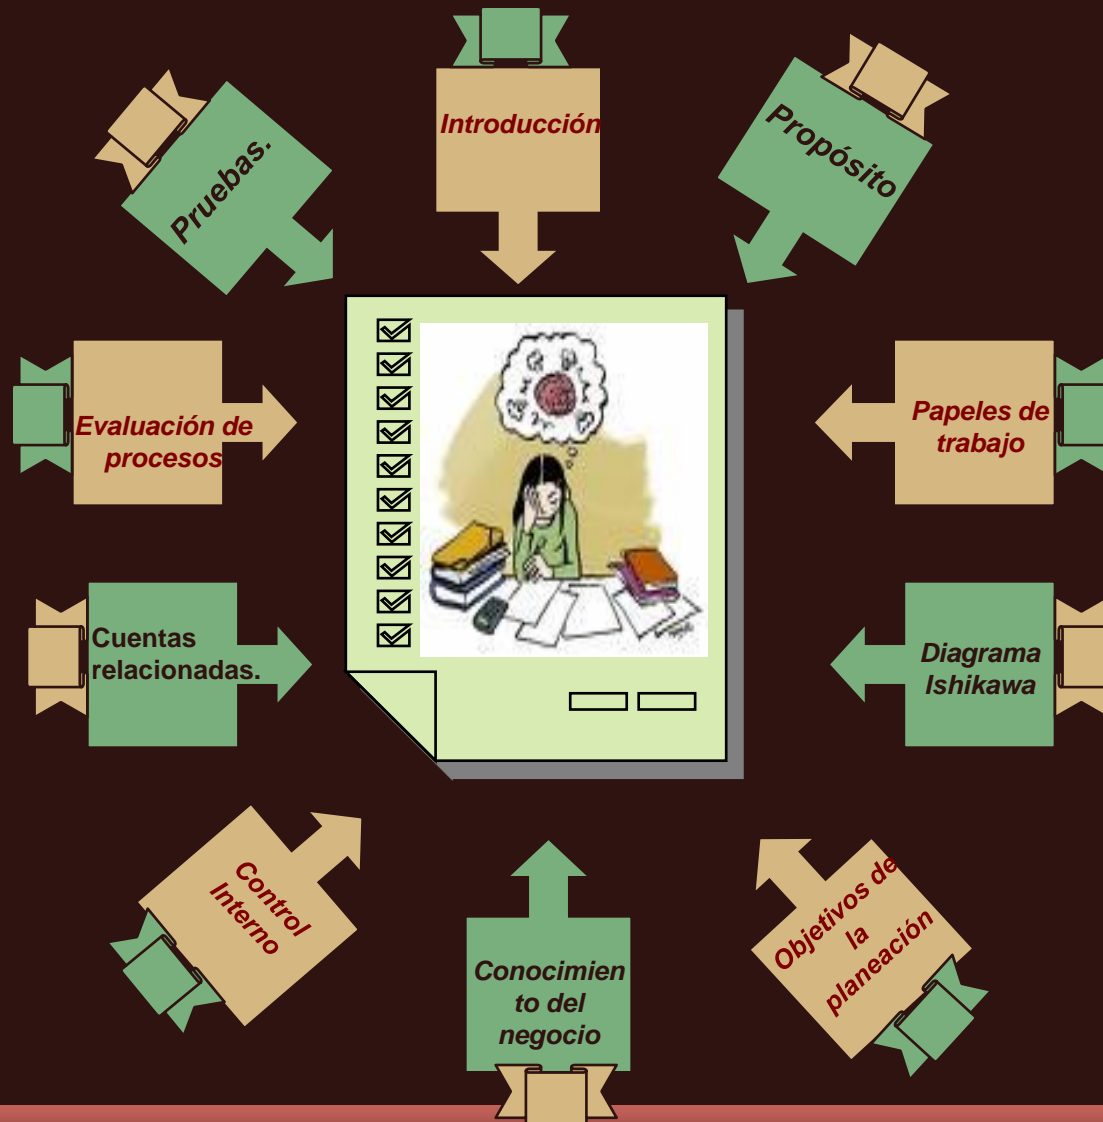 Introducción
Propósito
Papeles de
trabajo
Diagrama
Ishikawa
Objetivos de
la
planeación
Conocimien
to del
negocio
Control
Interno
Cuentas
relacionadas.
Evaluación de
procesos
Pruebas.